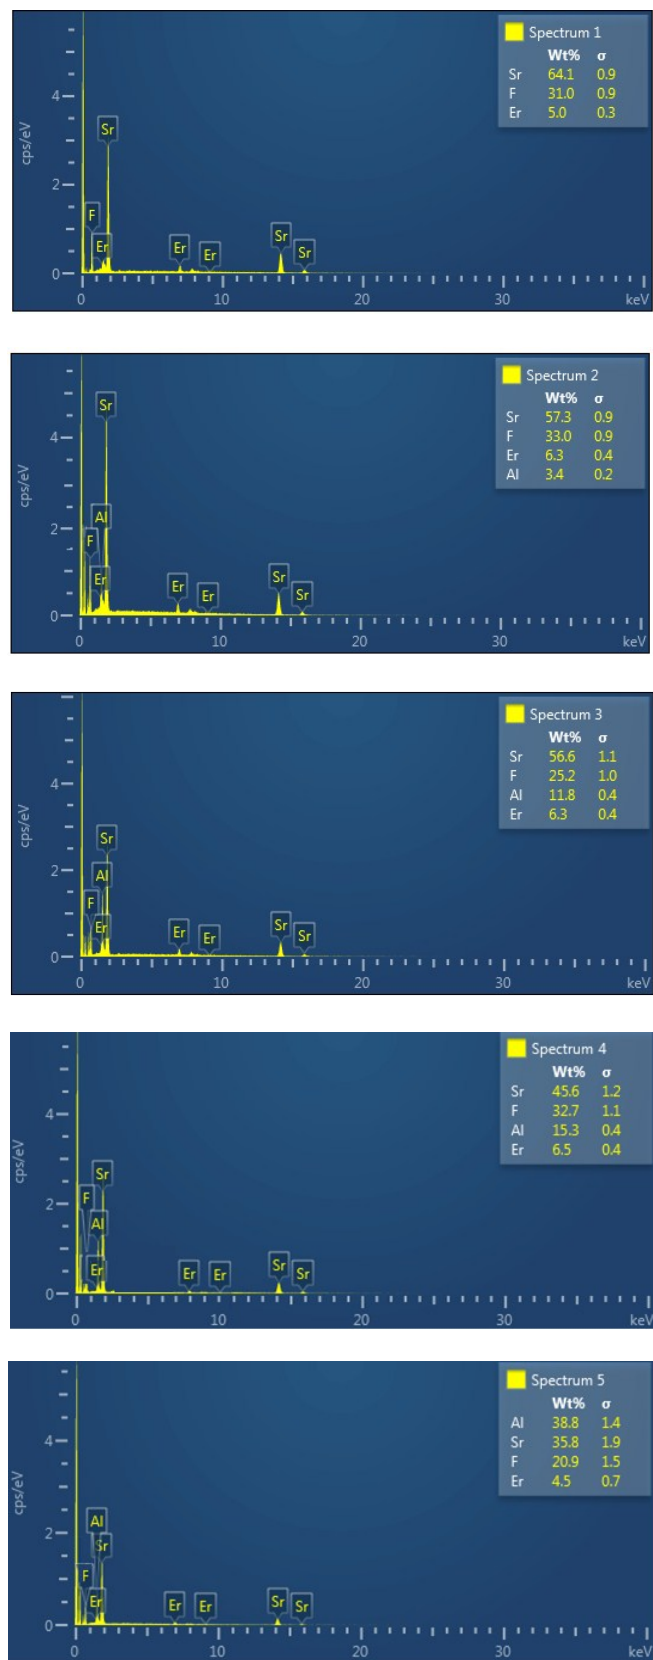 Spectrum 1
Wt% σ
Sr 64.1 0.9
F 31.0 0.9
Er 5.0 0.3
cps/eV
4
2
0
Sr
F
Er
Er
Er
Sr
Sr
0 10 20 30 keV
Spectrum 2
Wt% σ
Sr 57.3 0.9
F 33.0 0.9
Er 6.3 0.4
Al 3.4 0.2
cps/eV
4
2
0
Sr
Al
F
Er
Er
Er
Sr
Sr
0 10 20 30 keV
Spectrum 3
Wt% σ
Sr 56.6 1.1
F 25.2 1.0
Al 11.8 0.4
Er 6.3 0.4
cps/eV
4
2
0
Sr
Al
F
Er
Er
Er
Sr
Sr
0 10 20 30 keV
Spectrum 4
Wt% σ
Sr 45.6 1.2
F 32.7 1.1
Al 15.3 0.4
Er 6.5 0.4
cps/eV
4
2
0
Sr
F
Al
Er
Er
Er
Sr
Sr
0 10 20 30 keV
Spectrum 5
Wt% σ
Al 38.8 1.4
Sr 35.8 1.9
F 20.9 1.5
Er 4.5 0.7
cps/eV
4
2
0
Al
Sr
F
Er
Er
Er
Sr
Sr
0 10 20 30 keV